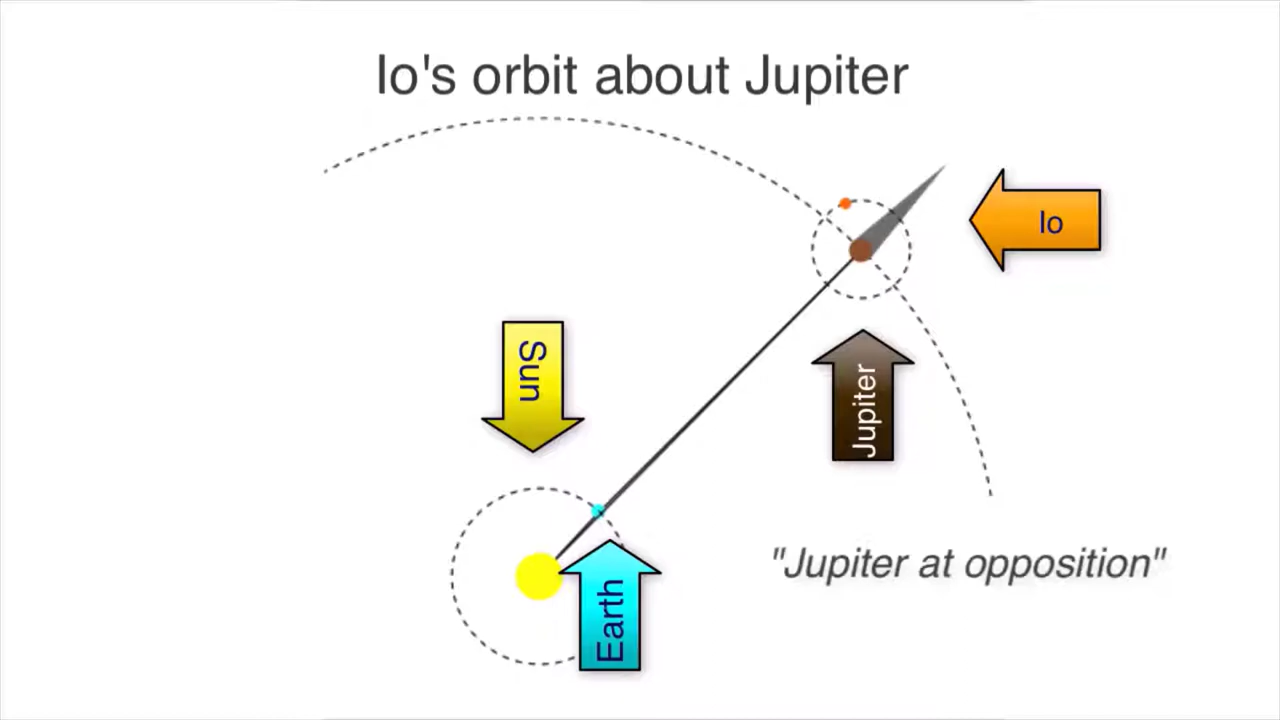 Io's orbit about Jupiter
Io
Sun
Jupiter
"Jupiter at opposition"
Earth